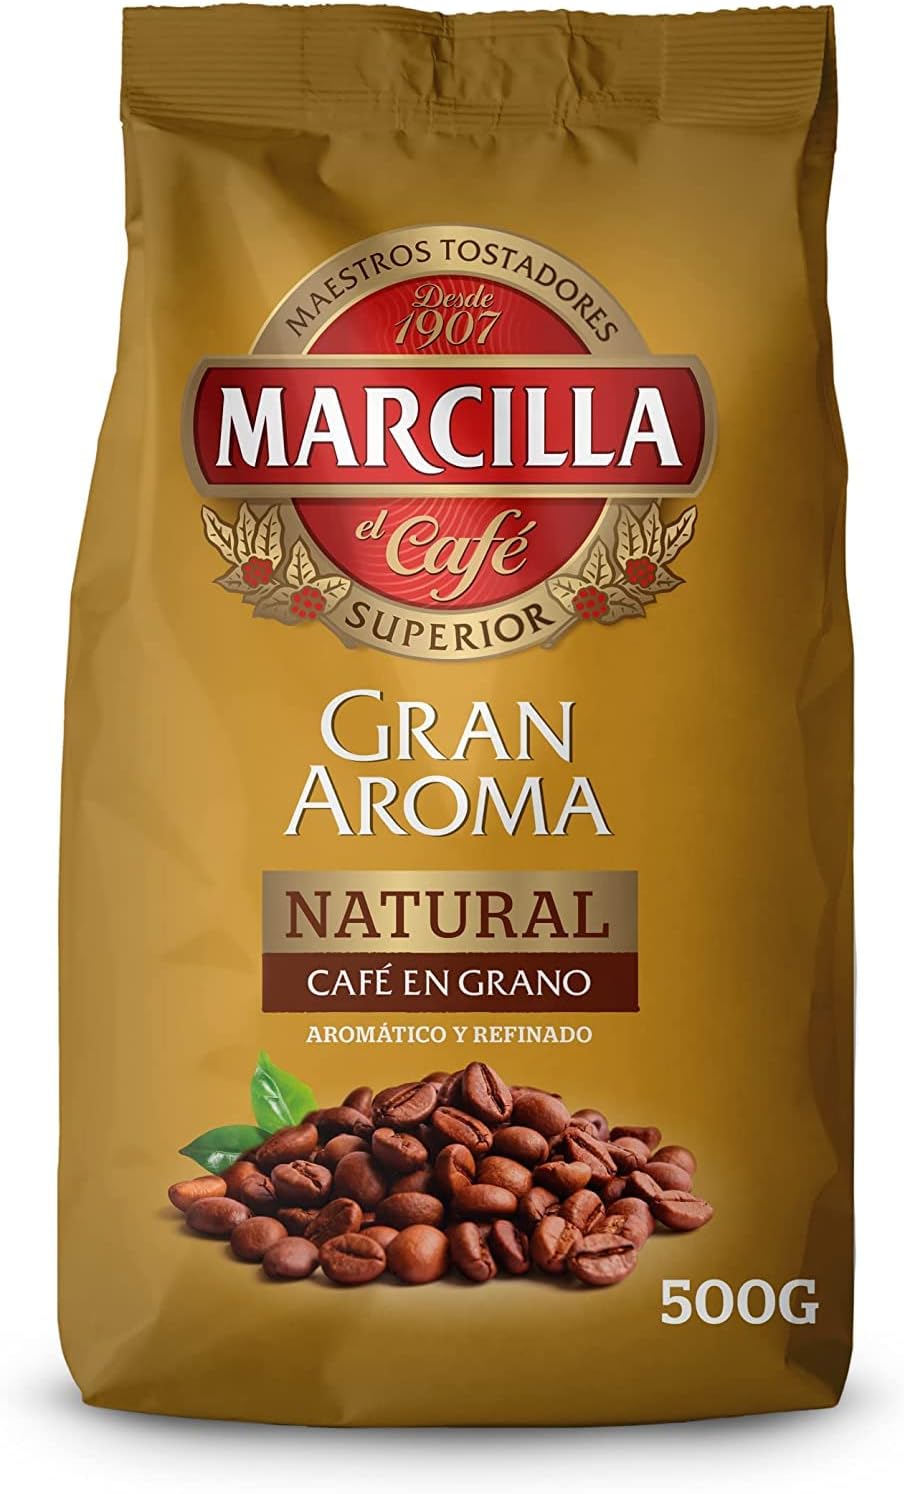 MAESTROS TOSTADORES
Desde
1907
MARCILLA
el Café
SUPERIOR
GRAN
AROMA
NATURAL
CAFÉ EN GRANO
AROMÁTICO Y REFINADO
500G